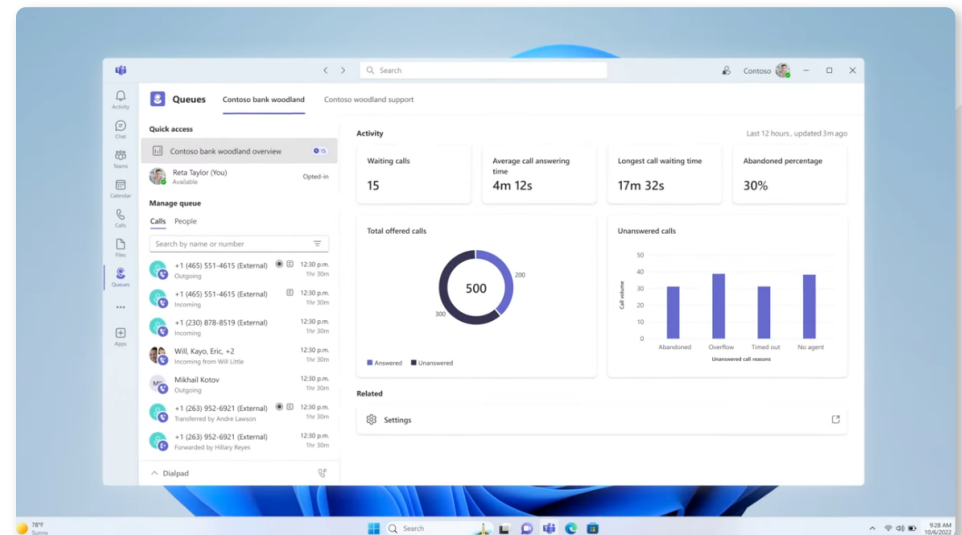 Search
Contoso
Activity
Chat
Teams
Calendar
Calls
Files
Queues
Apps
Queues
Contoso bank woodland
Contoso woodland support
Quick access
Contoso bank woodland overview
15
Reta Taylor (You)
Available
Opted-in
Manage queue
Calls People
Search by name or number
+1 (465) 551-4615 (External) 12:30 p.m.
Outgoing 1hr 30m
+1 (465) 551-4615 (External) 12:30 p.m.
Incoming 1hr 30m
+1 (230) 878-8519 (External) 12:30 p.m.
Incoming 1hr 30m
Will, Kayo, Eric, +2 12:30 p.m.
Incoming from Will Little 1hr 30m
Mikhail Kotov 12:30 p.m.
Outgoing 1hr 30m
+1 (263) 952-6921 (External) 12:30 p.m.
Transferred by Andre Lawson 1hr 30m
+1 (263) 952-6921 (External) 12:30 p.m.
Forwarded by Hillary Reyes 1hr 30m
Dialpad
Activity
Last 12 hours, updated 3m ago
Waiting calls
15
Average call answering
time
4m 12s
Longest call waiting time
17m 32s
Abandoned percentage
30%
Total offered calls
200
500
300
Answered Unanswered
Unanswered calls
Call volume
50
40
30
20
10
0
Abandoned Overflow Timed out No agent
Unanswered call reasons
Related
Settings
78°F
Sunny
Search
9:28 AM
10/6/2022